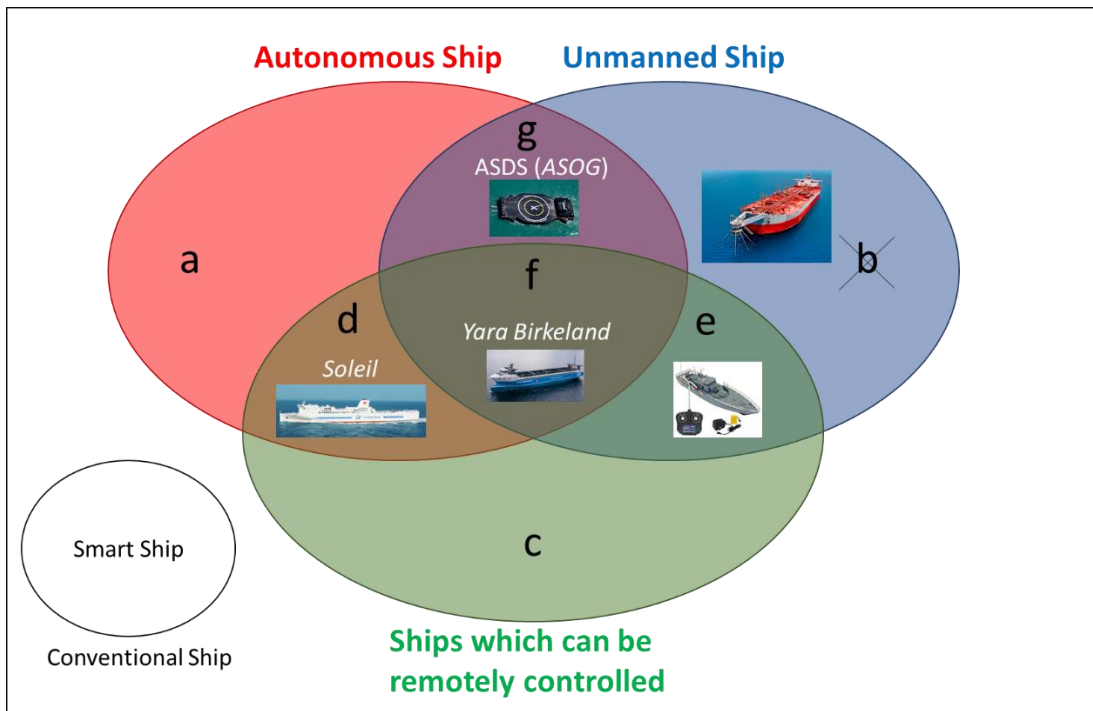 Autonomous Ship
Unmanned Ship
g
ASDS (ASOG)
a
f
b
d
e
Yara Birkeland
Soleil
c
Smart Ship
Conventional Ship
Ships which can be
remotely controlled